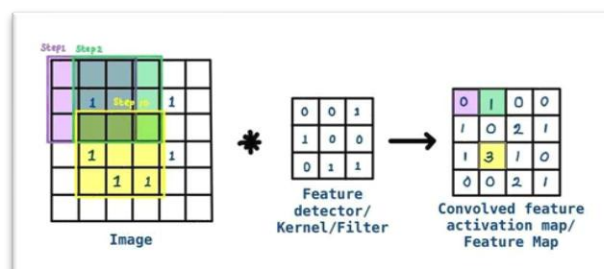 Step1 Step2
1 Step 10 1
1 1
1 1
Image
0 0 1
1 0 0
0 1 1
Feature
detector/
Kernel/Filter
0 1 0 0
1 0 2 1
1 3 1 0
0 0 2 1
Convolved feature
activation map/
Feature Map